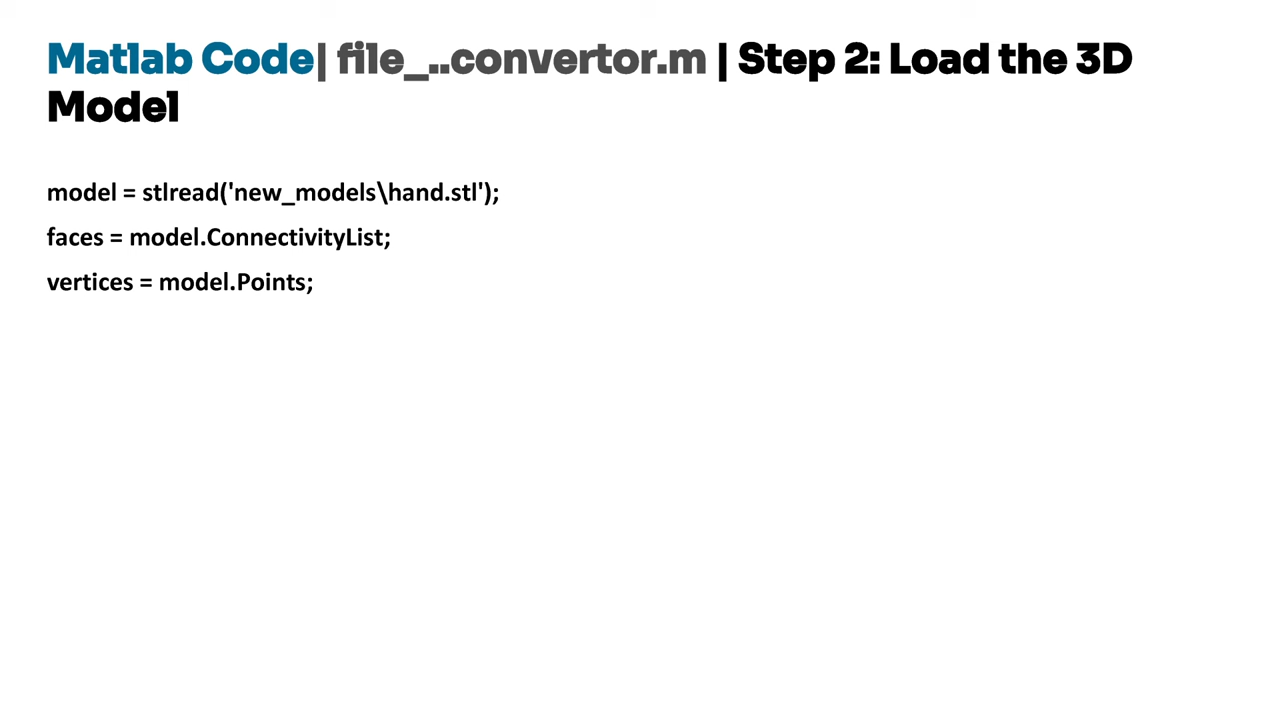 Matlab Code| file_..convertor.m | Step 2: Load the 3D
Model
model = stlread('new_models\hand.stl');
faces = model.ConnectivityList;
vertices = model.Points;